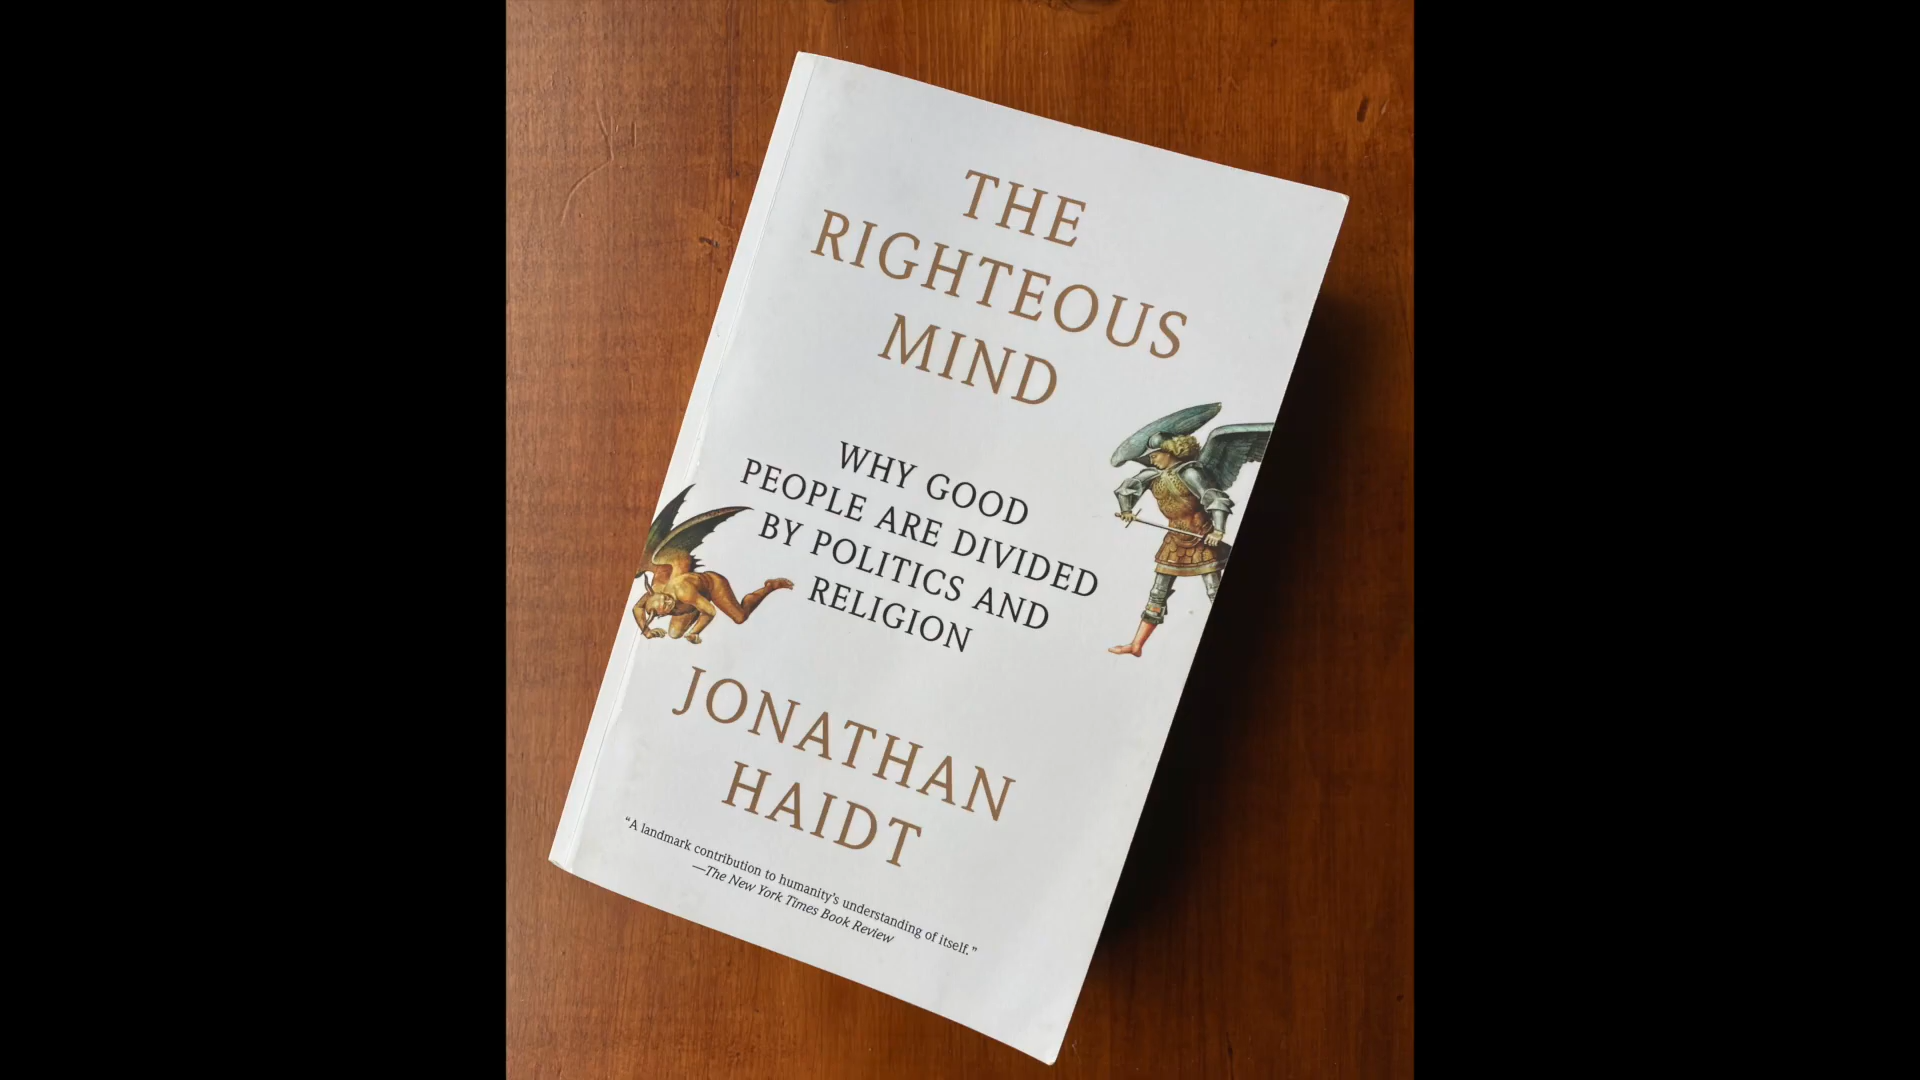 THE
RIGHTEOUS
MIND
WHY GOOD
PEOPLE ARE DIVIDED
BY POLITICS AND
RELIGION
JONATHAN
HAIDT
“A landmark contribution to humanity’s understanding of itself.”
—The New York Times Book Review